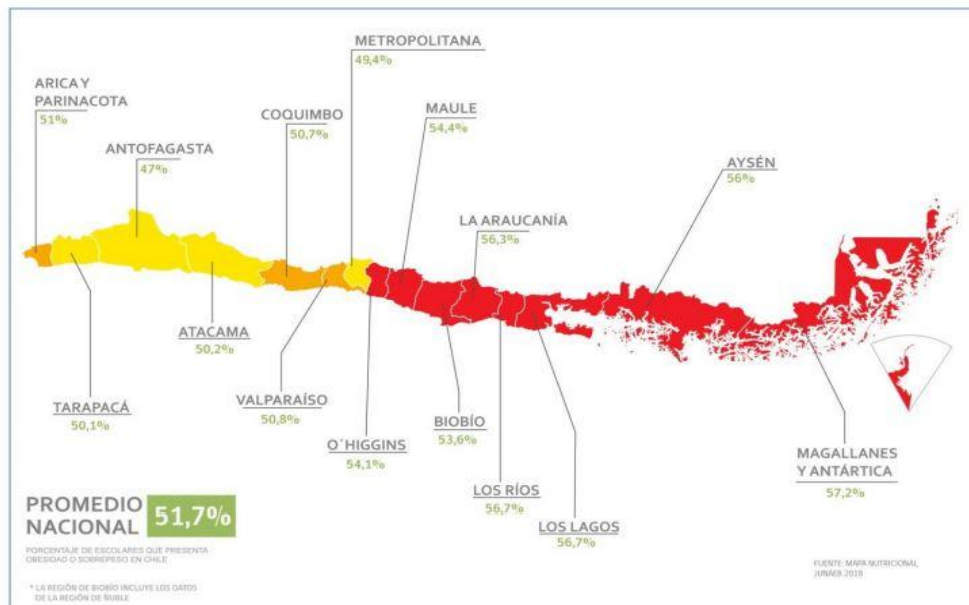 METROPOLITANA
49,4%
ARICA Y
PARINACOTA
51%
COQUIMBO
50,7%
MAULE
54,4%
ANTOFAGASTA
47%
AYSÉN
56%
LA ARAUCANÍA
56,3%
ATACAMA
50,2%
TARAPACÁ
50,1%
VALPARAÍSO
50,8%
BIOBÍO
53,6%
O´HIGGINS
54,1%
LOS RÍOS
56,7%
LOS LAGOS
56,7%
MAGALLANES
Y ANTÁRTICA
57,2%
PROMEDIO
NACIONAL
51,7%
PORCENTAJE DE ESCOLARES QUE PRESENTA
OBESIDAD O SOBREPESO EN CHILE
* LA REGIÓN DE BIOBÍO INCLUYE LOS DATOS
DE LA REGIÓN DE ÑUBLE
FUENTE: MAPA NUTRICIONAL
JUNAEB 2018